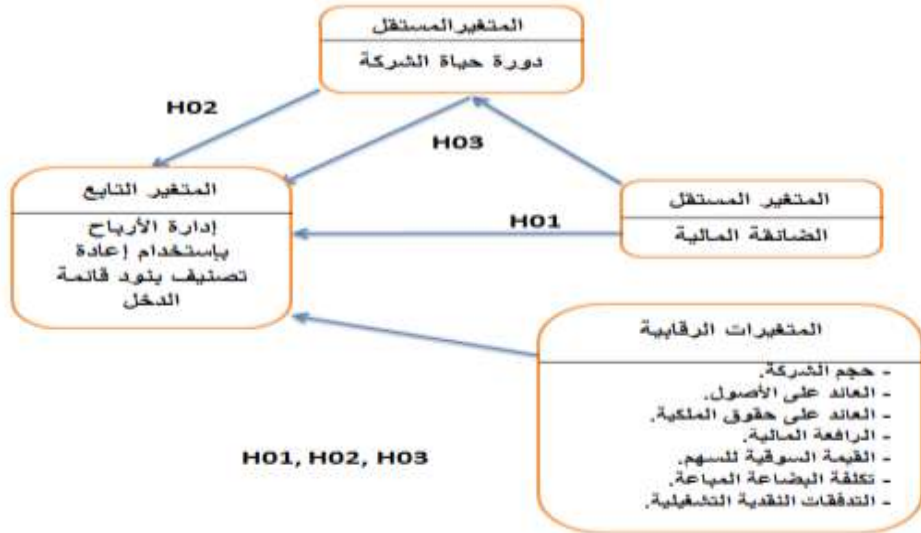 المتغيرالمستقل
دورة حياة الشركة
H02
H03
المتغير التابع
إدارة الأرباح
بإستخدام إعادة
تصنيف بنود قائمة
الدخل
H01
المتغير المستقل
الضائقة المالية
المتغيرات الرقابية
- حجم الشركة.
- العائد على الأصول.
- العائد على حقوق الملكية.
- الرافعة المالية.
- القيمة السوقية للسهم.
- تكلفة البضاعة المباعة.
- التدفقات النقدية التشغيلية.
H01, H02, H03